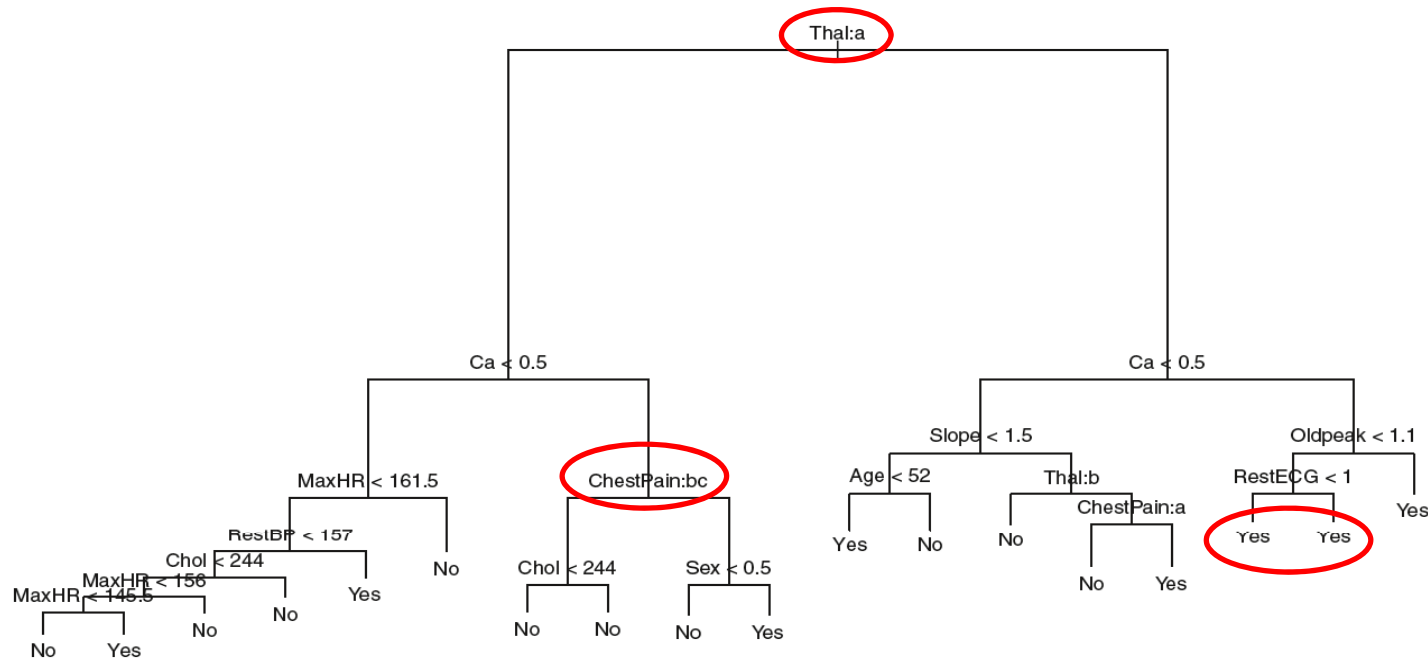 Thal:a
Ca < 0.5
Ca < 0.5
Slope < 1.5
Oldpeak < 1.1
MaxHR < 161.5
ChestPain:bc
Age < 52
Thal:b
RestECG < 1
ChestPain:a
Yes
RestBP < 157
Yes
No
No
Yes
Yes
Chol < 244
No
Chol < 244
Sex < 0.5
No
Yes
MaxHR < 156
MaxHR < 145.5
Yes
No
No
No
No
No
Yes
No
Yes